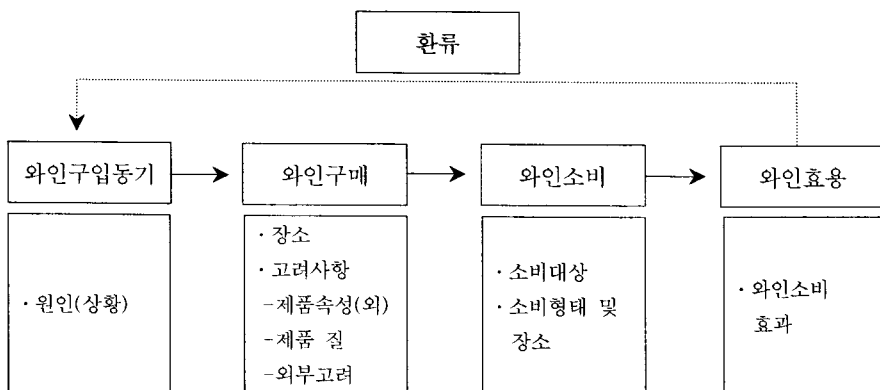 환류
와인구입동기
와인구매
와인소비
와인효용
· 원인(상황)
· 장소
· 고려사항
-제품속성(외)
-제품 질
-외부고려
· 소비대상
· 소비형태 및
장소
· 와인소비
효과